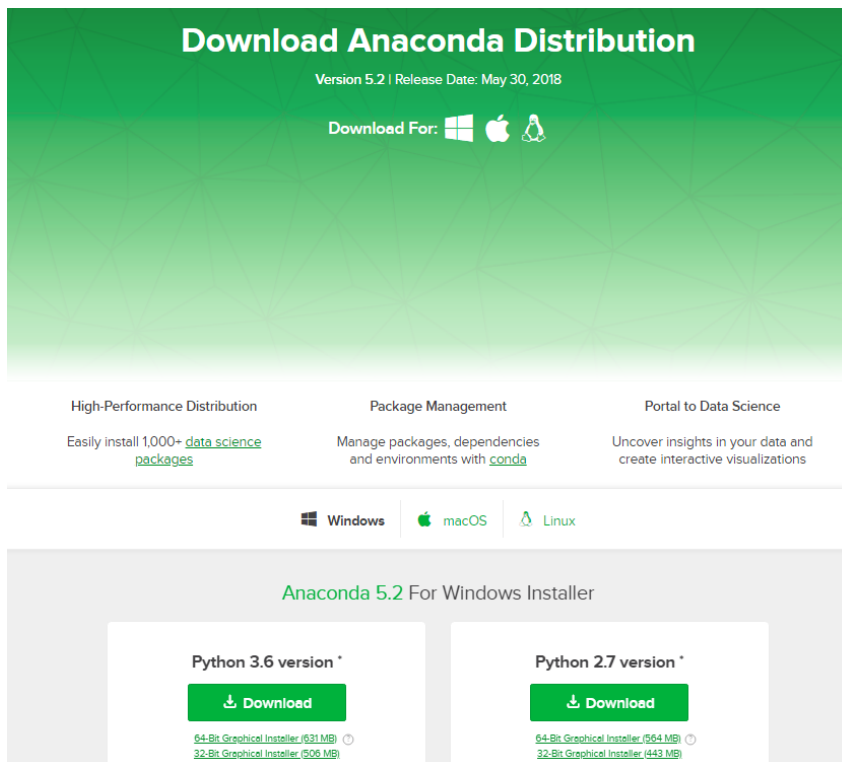 Download Anaconda Distribution
Version 5.2 | Release Date: May 30, 2018
Download For:
High-Performance Distribution
Easily install 1,000+ data science
packages
Package Management
Manage packages, dependencies
and environments with conda
Portal to Data Science
Uncover insights in your data and
create interactive visualizations
Windows
macOS
Linux
Anaconda 5.2 For Windows Installer
Python 3.6 version *
Download
64-Bit Graphical Installer (631 MB) ?
32-Bit Graphical Installer (506 MB)
Python 2.7 version *
Download
64-Bit Graphical Installer (564 MB) ?
32-Bit Graphical Installer (443 MB)